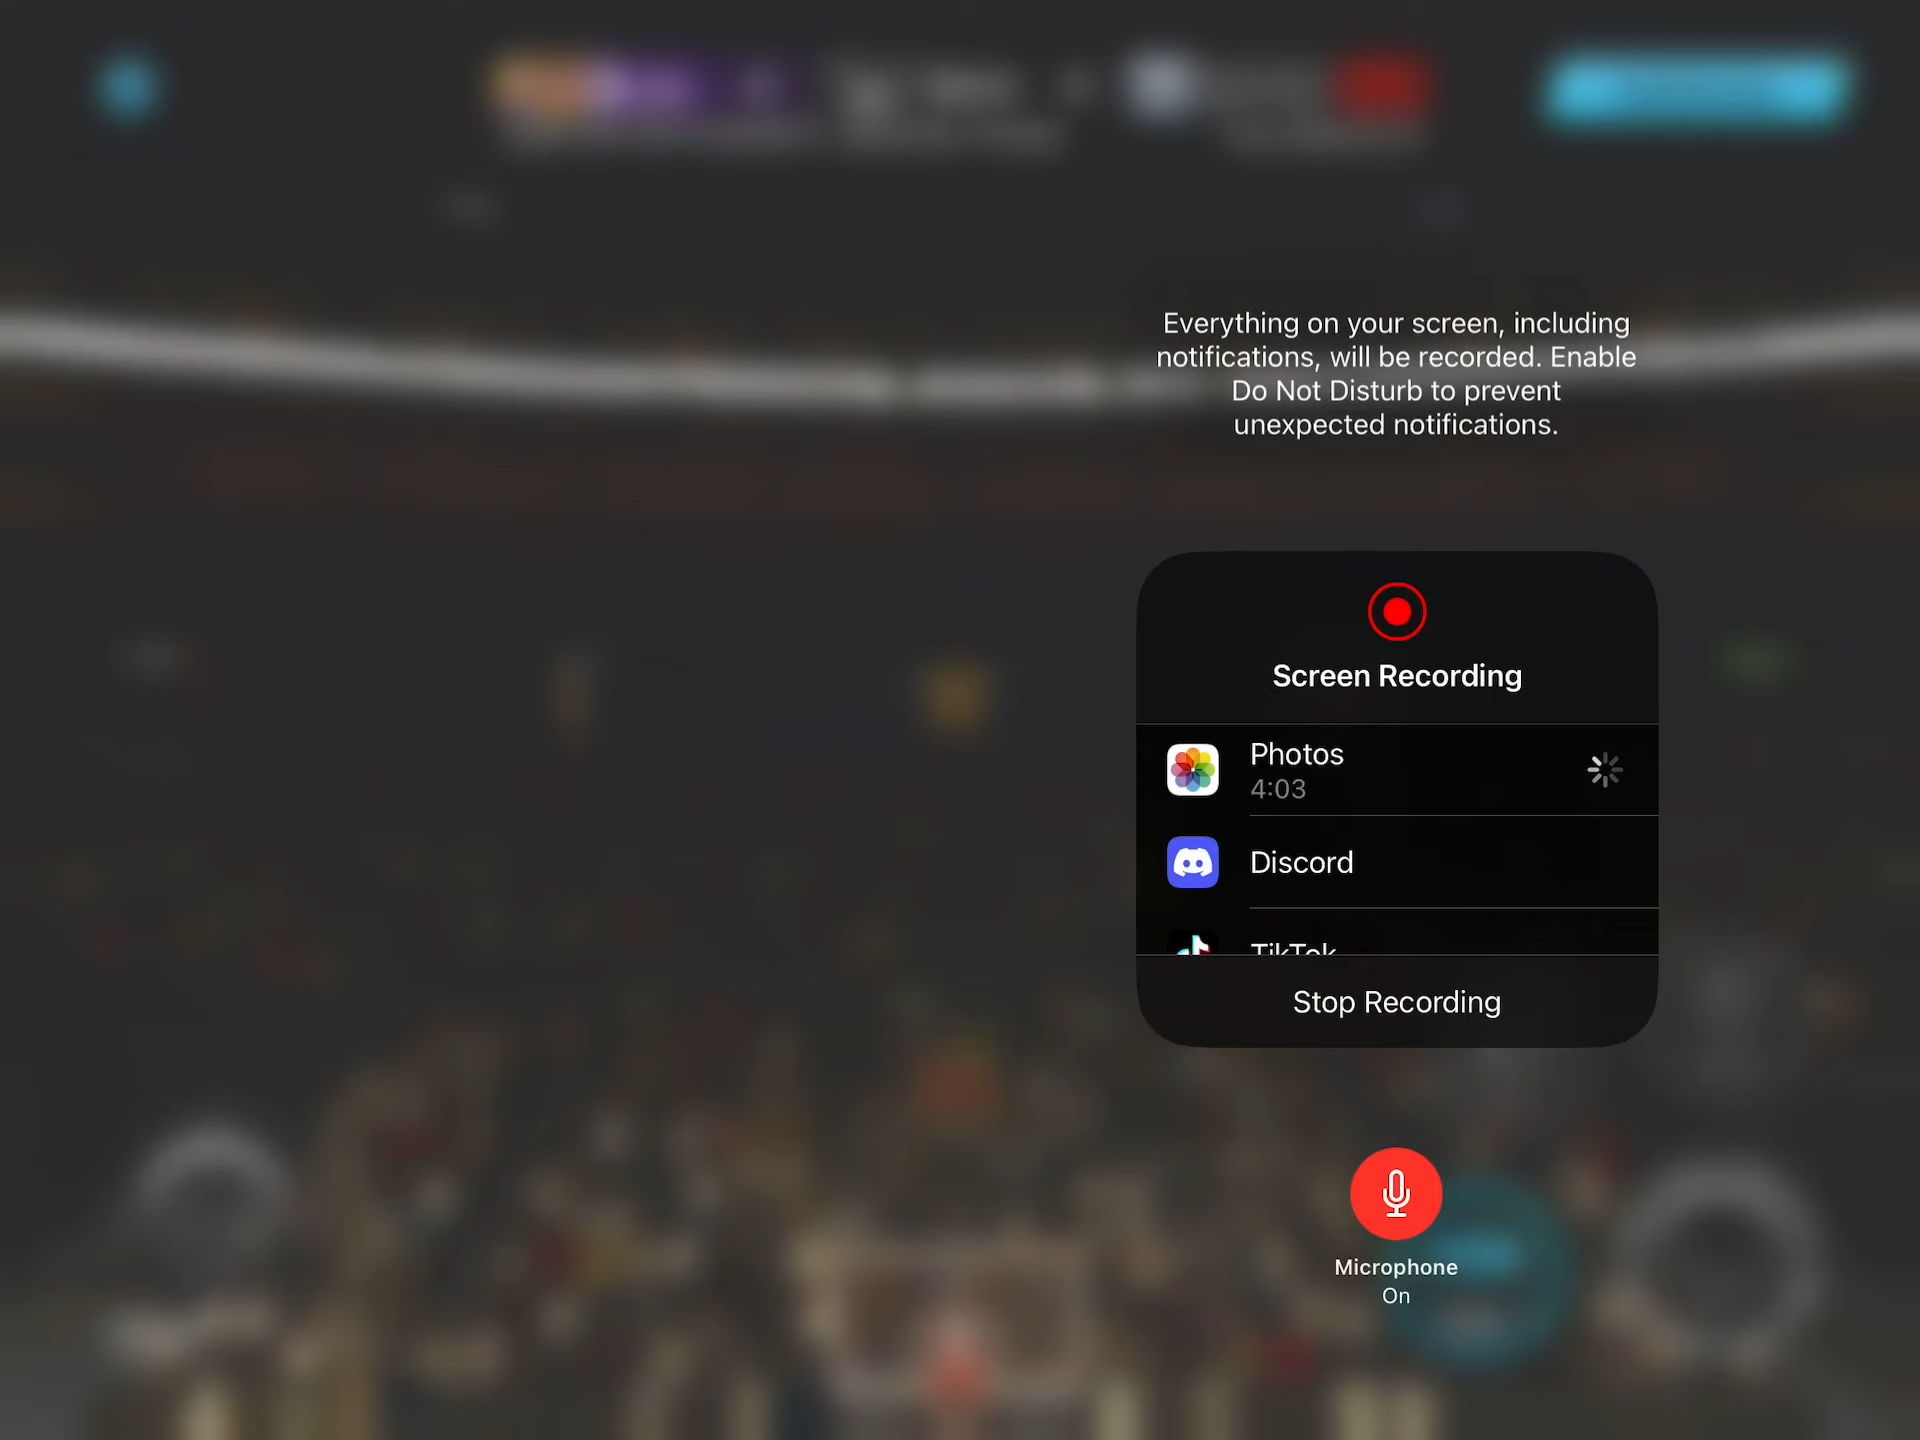 Everything on your screen, including
notifications, will be recorded. Enable
Do Not Disturb to prevent
unexpected notifications.
Screen Recording
Photos
4:03
Discord
TikTok
Stop Recording
Microphone
On